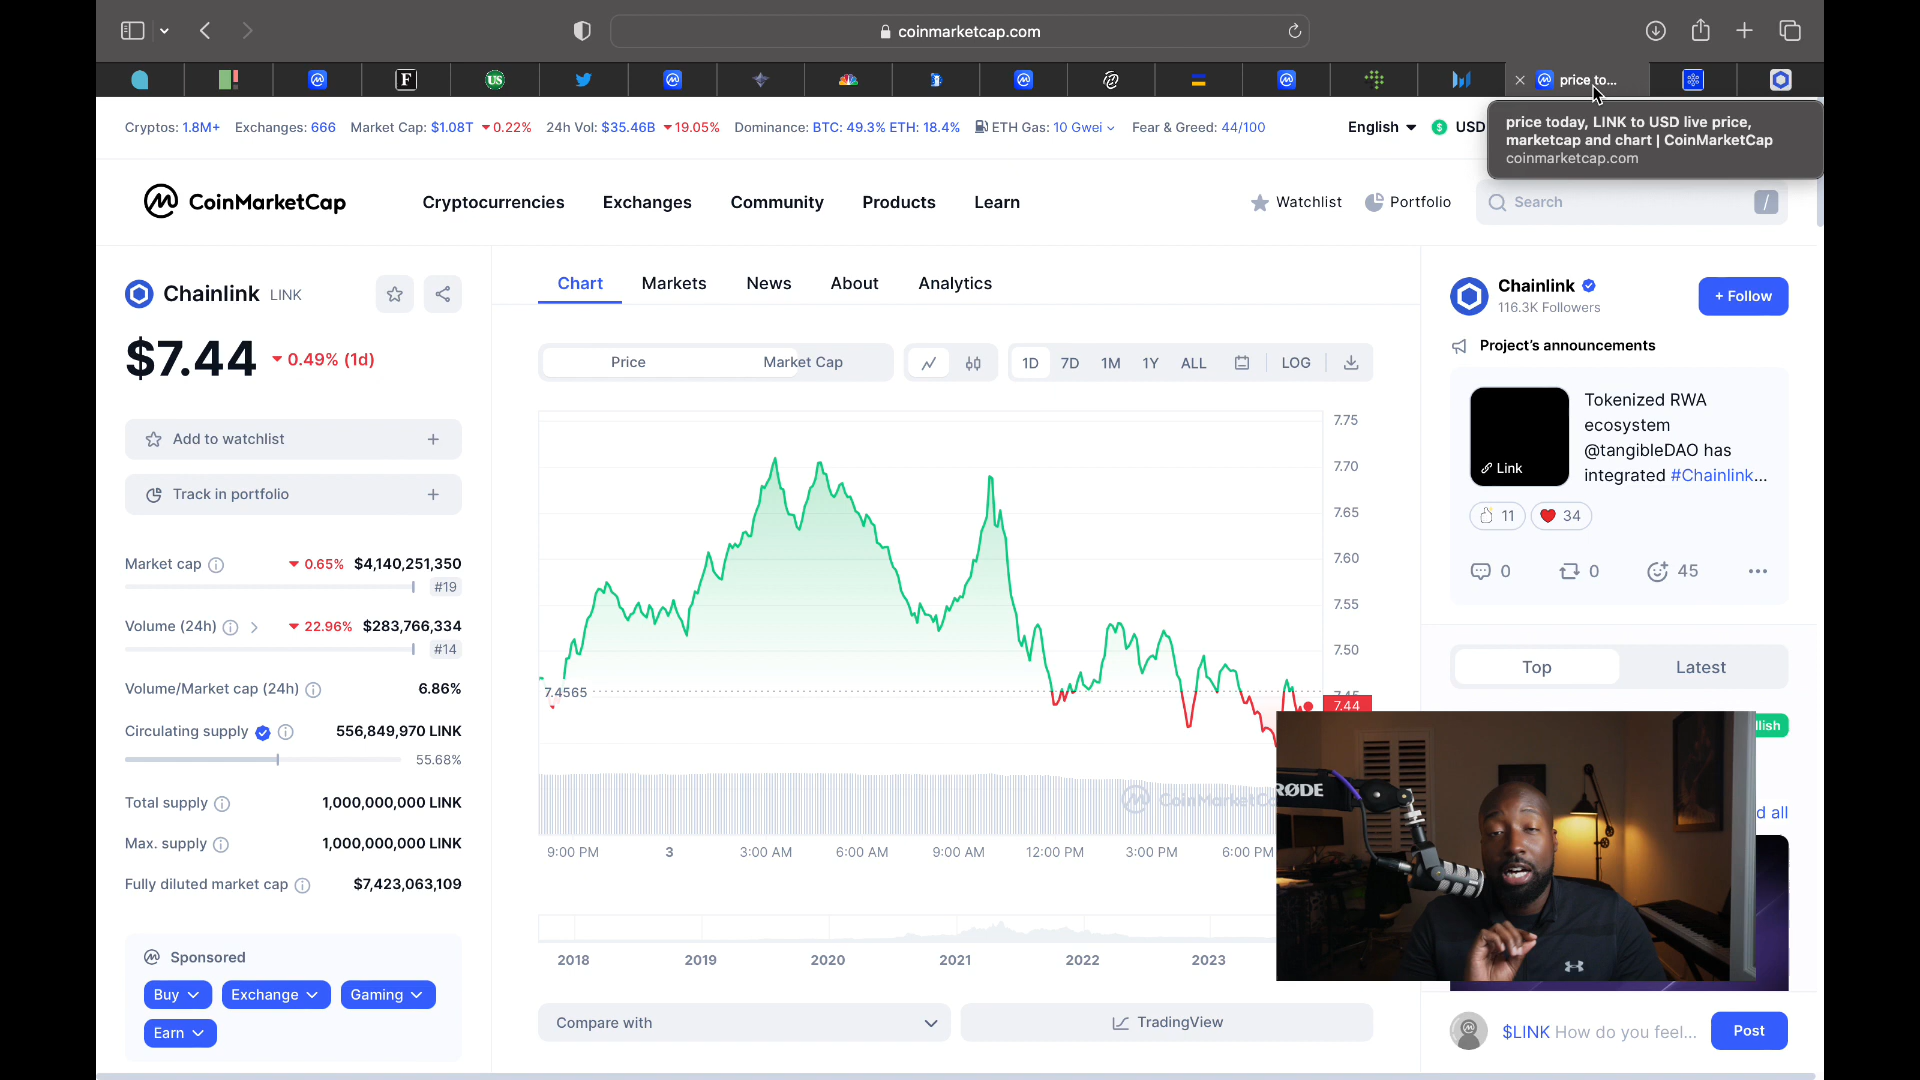 coinmarketcap.com
F
US
price to...
Cryptos: 1.8M+ Exchanges: 666 Market Cap: $1.08T 0.22% 24h Vol: $35.46B 19.05% Dominance: BTC: 49.3% ETH: 18.4% ETH Gas: 10 Gwei Fear & Greed: 44/100
English USD
price today, LINK to USD live price,
marketcap and chart | CoinMarketCap
coinmarketcap.com
CoinMarketCap
Cryptocurrencies Exchanges Community Products Learn
Watchlist Portfolio Search /
Chainlink LINK
$7.44 0.49% (1d)
Add to watchlist +
Track in portfolio +
Market cap 0.65% $4,140,251,350
#19
Volume (24h) 22.96% $283,766,334
#14
Volume/Market cap (24h) 6.86%
Circulating supply 556,849,970 LINK
55.68%
Total supply 1,000,000,000 LINK
Max. supply 1,000,000,000 LINK
Fully diluted market cap $7,423,063,109
Sponsored
Buy Exchange Gaming
Earn
Chart Markets News About Analytics
Price Market Cap 1D 7D 1M 1Y ALL LOG
7.75
7.70
7.65
7.60
7.55
7.50
7.45
7.4565
7.44
CoinMarketC
9:00 PM 3 3:00 AM 6:00 AM 9:00 AM 12:00 PM 3:00 PM 6:00 PM
2018 2019 2020 2021 2022 2023
Compare with TradingView
Chainlink
116.3K Followers
+ Follow
Project's announcements
Link
Tokenized RWA
ecosystem
@tangibleDAO has
integrated #Chainlink...
11 34
0 0 45
Top Latest
llish
d all
RØDE
$LINK How do you feel... Post